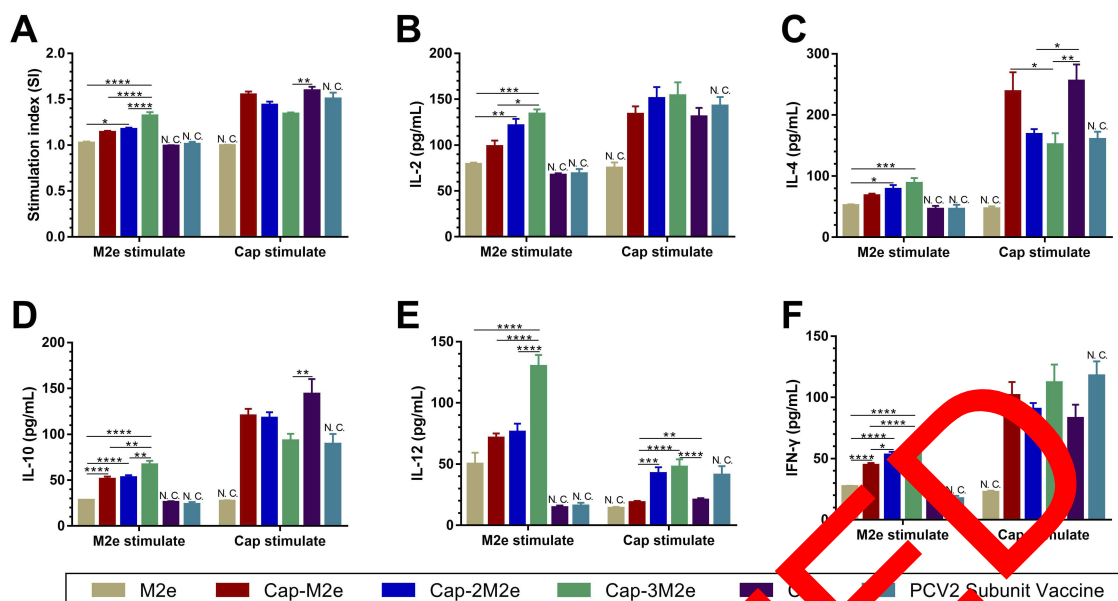 A
Stimulation index (SI)
2.0
1.5
1.0
0.5
0.0
****
****
****
*
N. C.
N. C.
N. C.
**
N. C.
M2e stimulate
Cap stimulate
B
IL-2 (pg/mL)
200
150
100
50
0
***
*
**
N. C.
N. C.
N. C.
N. C.
M2e stimulate
Cap stimulate
C
IL-4 (pg/mL)
300
200
100
0
***
*
N. C.
N. C.
N. C.
*
**
*
N. C.
M2e stimulate
Cap stimulate
D
IL-10 (pg/mL)
200
150
100
50
0
****
**
****
**
****
N. C.
N. C.
N. C.
**
N. C.
M2e stimulate
Cap stimulate
E
IL-12 (pg/mL)
150
100
50
0
****
****
****
N. C.
N. C.
N. C.
**
****
***
****
N. C.
M2e stimulate
Cap stimulate
F
IFN-γ (pg/mL)
150
100
50
0
****
****
****
*
****
N. C.
N. C.
N. C.
M2e stimulate
Cap stimulate
M2e
Cap-M2e
Cap-2M2e
Cap-3M2e
PCV2 Subunit Vaccine